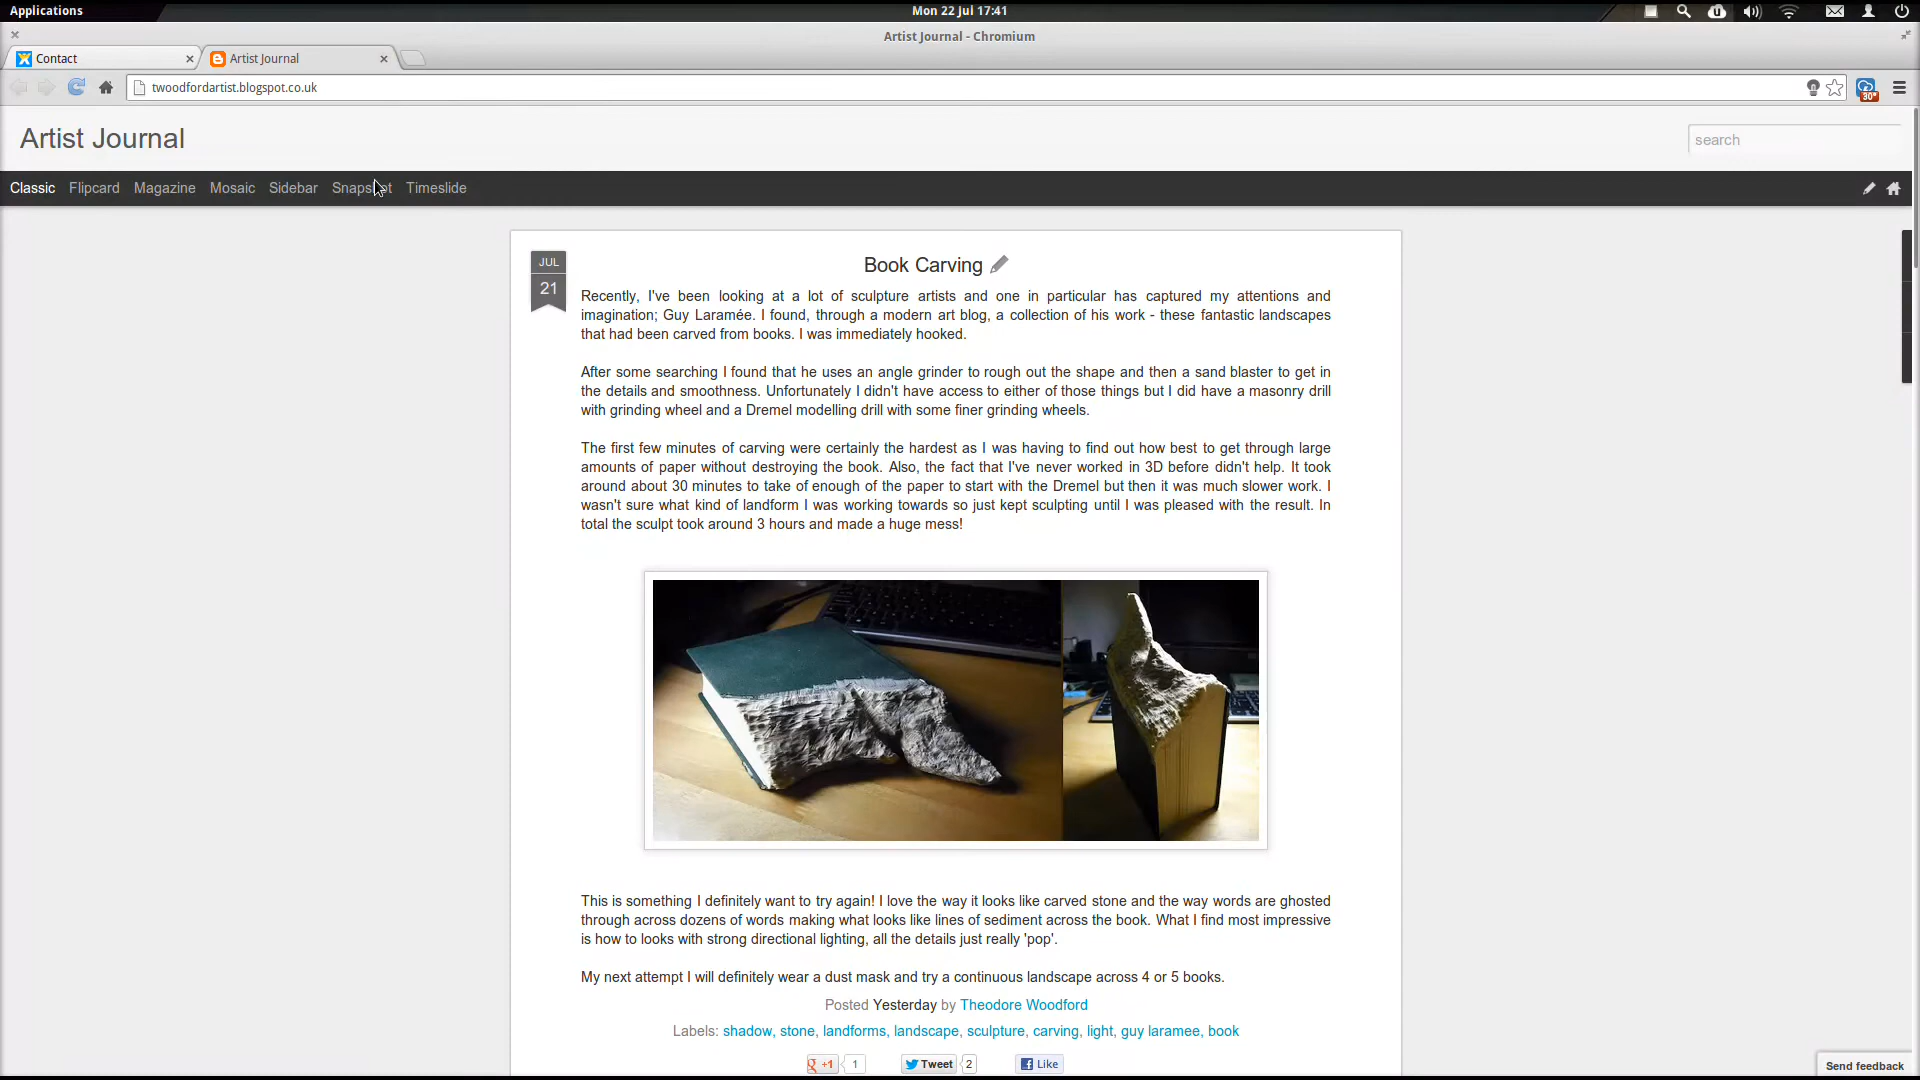 Applications
Mon 22 Jul 17:41
Artist Journal - Chromium
Contact
Artist Journal
twoodfordartist.blogspot.co.uk
30°
Artist Journal
search
Classic Flipcard Magazine Mosaic Sidebar Snapshot Timeslide
JUL
21
Book Carving
Recently, I've been looking at a lot of sculpture artists and one in particular has captured my attentions and
imagination; Guy Laramée. I found, through a modern art blog, a collection of his work - these fantastic landscapes
that had been carved from books. I was immediately hooked.
After some searching I found that he uses an angle grinder to rough out the shape and then a sand blaster to get in
the details and smoothness. Unfortunately I didn't have access to either of those things but I did have a masonry drill
with grinding wheel and a Dremel modelling drill with some finer grinding wheels.
The first few minutes of carving were certainly the hardest as I was having to find out how best to get through large
amounts of paper without destroying the book. Also, the fact that I've never worked in 3D before didn't help. It took
around about 30 minutes to take of enough of the paper to start with the Dremel but then it was much slower work. I
wasn't sure what kind of landform I was working towards so just kept sculpting until I was pleased with the result. In
total the sculpt took around 3 hours and made a huge mess!
This is something I definitely want to try again! I love the way it looks like carved stone and the way words are ghosted
through across dozens of words making what looks like lines of sediment across the book. What I find most impressive
is how to looks with strong directional lighting, all the details just really 'pop'.
My next attempt I will definitely wear a dust mask and try a continuous landscape across 4 or 5 books.
Posted Yesterday by Theodore Woodford
Labels: shadow, stone, landforms, landscape, sculpture, carving, light, guy laramee, book
+1 1 Tweet 2 Like
Send feedback